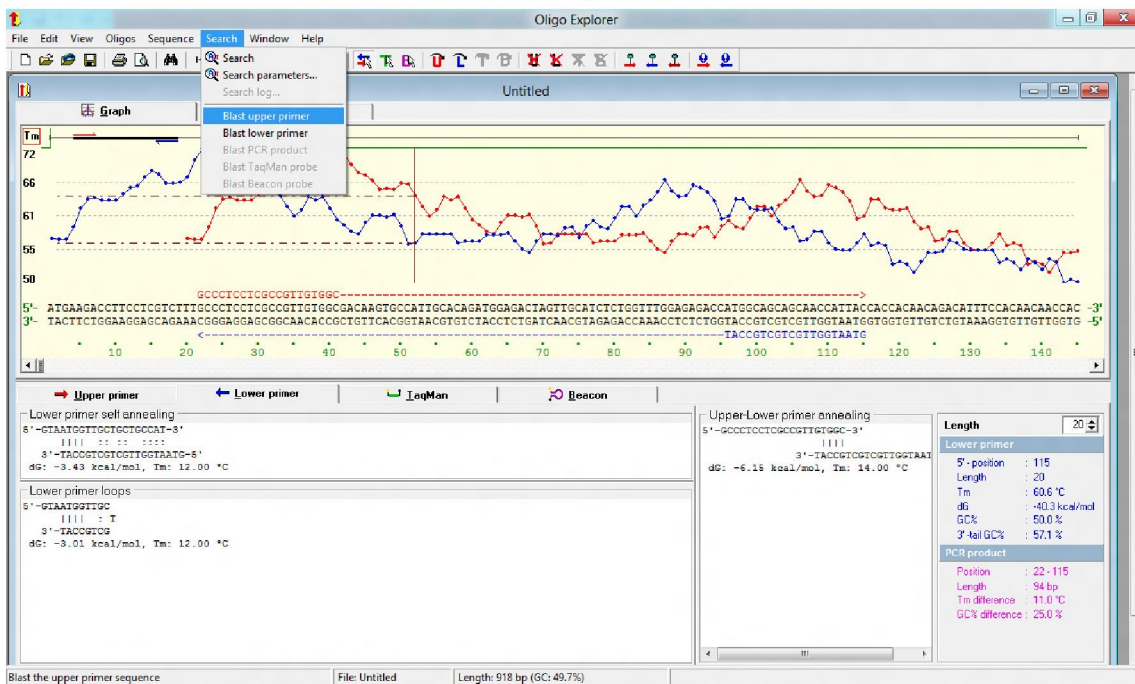 Oligo Explorer
File Edit View Oligos Sequence Search Window Help
Search
Search parameters...
Search log...
Blast upper primer
Blast lower primer
Blast PCR product
Blast TaqMan probe
Blast Beacon probe
Untitled
Graph
Tm
72
66
61
55
50
GCCCTCCTCGCCGTTGTGGC
5'- ATGAAGACCTTCCTCGTCTTTGCCCTCCTCGCCGTTGTGGCGACAAGTGCCATTGCACAGATGGAGACTAGTTGCATCTCTGGTTTGGAGAGACCATGGCAGCAGCAACCATTACCACCACAACAGACATTTCCACAACAACCAC -3'
3'- TACTTCTGGAAGGAGCAGAAACGGGAGGAGCGGCAACACCGCTGTTCACGGTAACGTGTCTACCTCTGATCAACGTAGAGACCAAACCTCTCTGGTACCGTCGTCGTTGGTAATGGTGGTGTTGTCTGTAAAGGTGTTGTTGGTG -5'
TACCGTCGTCGTTGGTAATG
10 20 30 40 50 60 70 80 90 100 110 120 130 140
Upper primer Lower primer TaqMan Beacon
Lower primer self annealing
5'-GTAATGGTTGCTGCTGCCAT-3'
3'-TACCGTCGTCGTTGGTAATG-5'
dG: -3.43 kcal/mol, Tm: 12.00 °C
Lower primer loops
5'-GTAATGGTTGC
: T
3'-TACCGTCG
dG: -3.01 kcal/mol, Tm: 12.00 °C
Upper-Lower primer annealing
5'-GCCCTCCTCGCCGTTGTGGC-3'
3'-TACCGTCGTCGTTGGTAAT
dG: -6.15 kcal/mol, Tm: 14.00 °C
Length 20
Lower primer
5' - position : 115
Length : 20
Tm : 60.6 °C
dG : -40.3 kcal/mol
GC% : 50.0 %
3' -tail GC% : 57.1 %
PCR product
Position : 22 - 115
Length : 94 bp
Tm difference : 11.0 °C
GC% difference : 25.0 %
Blast the upper primer sequence File: Untitled Length: 918 bp (GC: 49.7%)